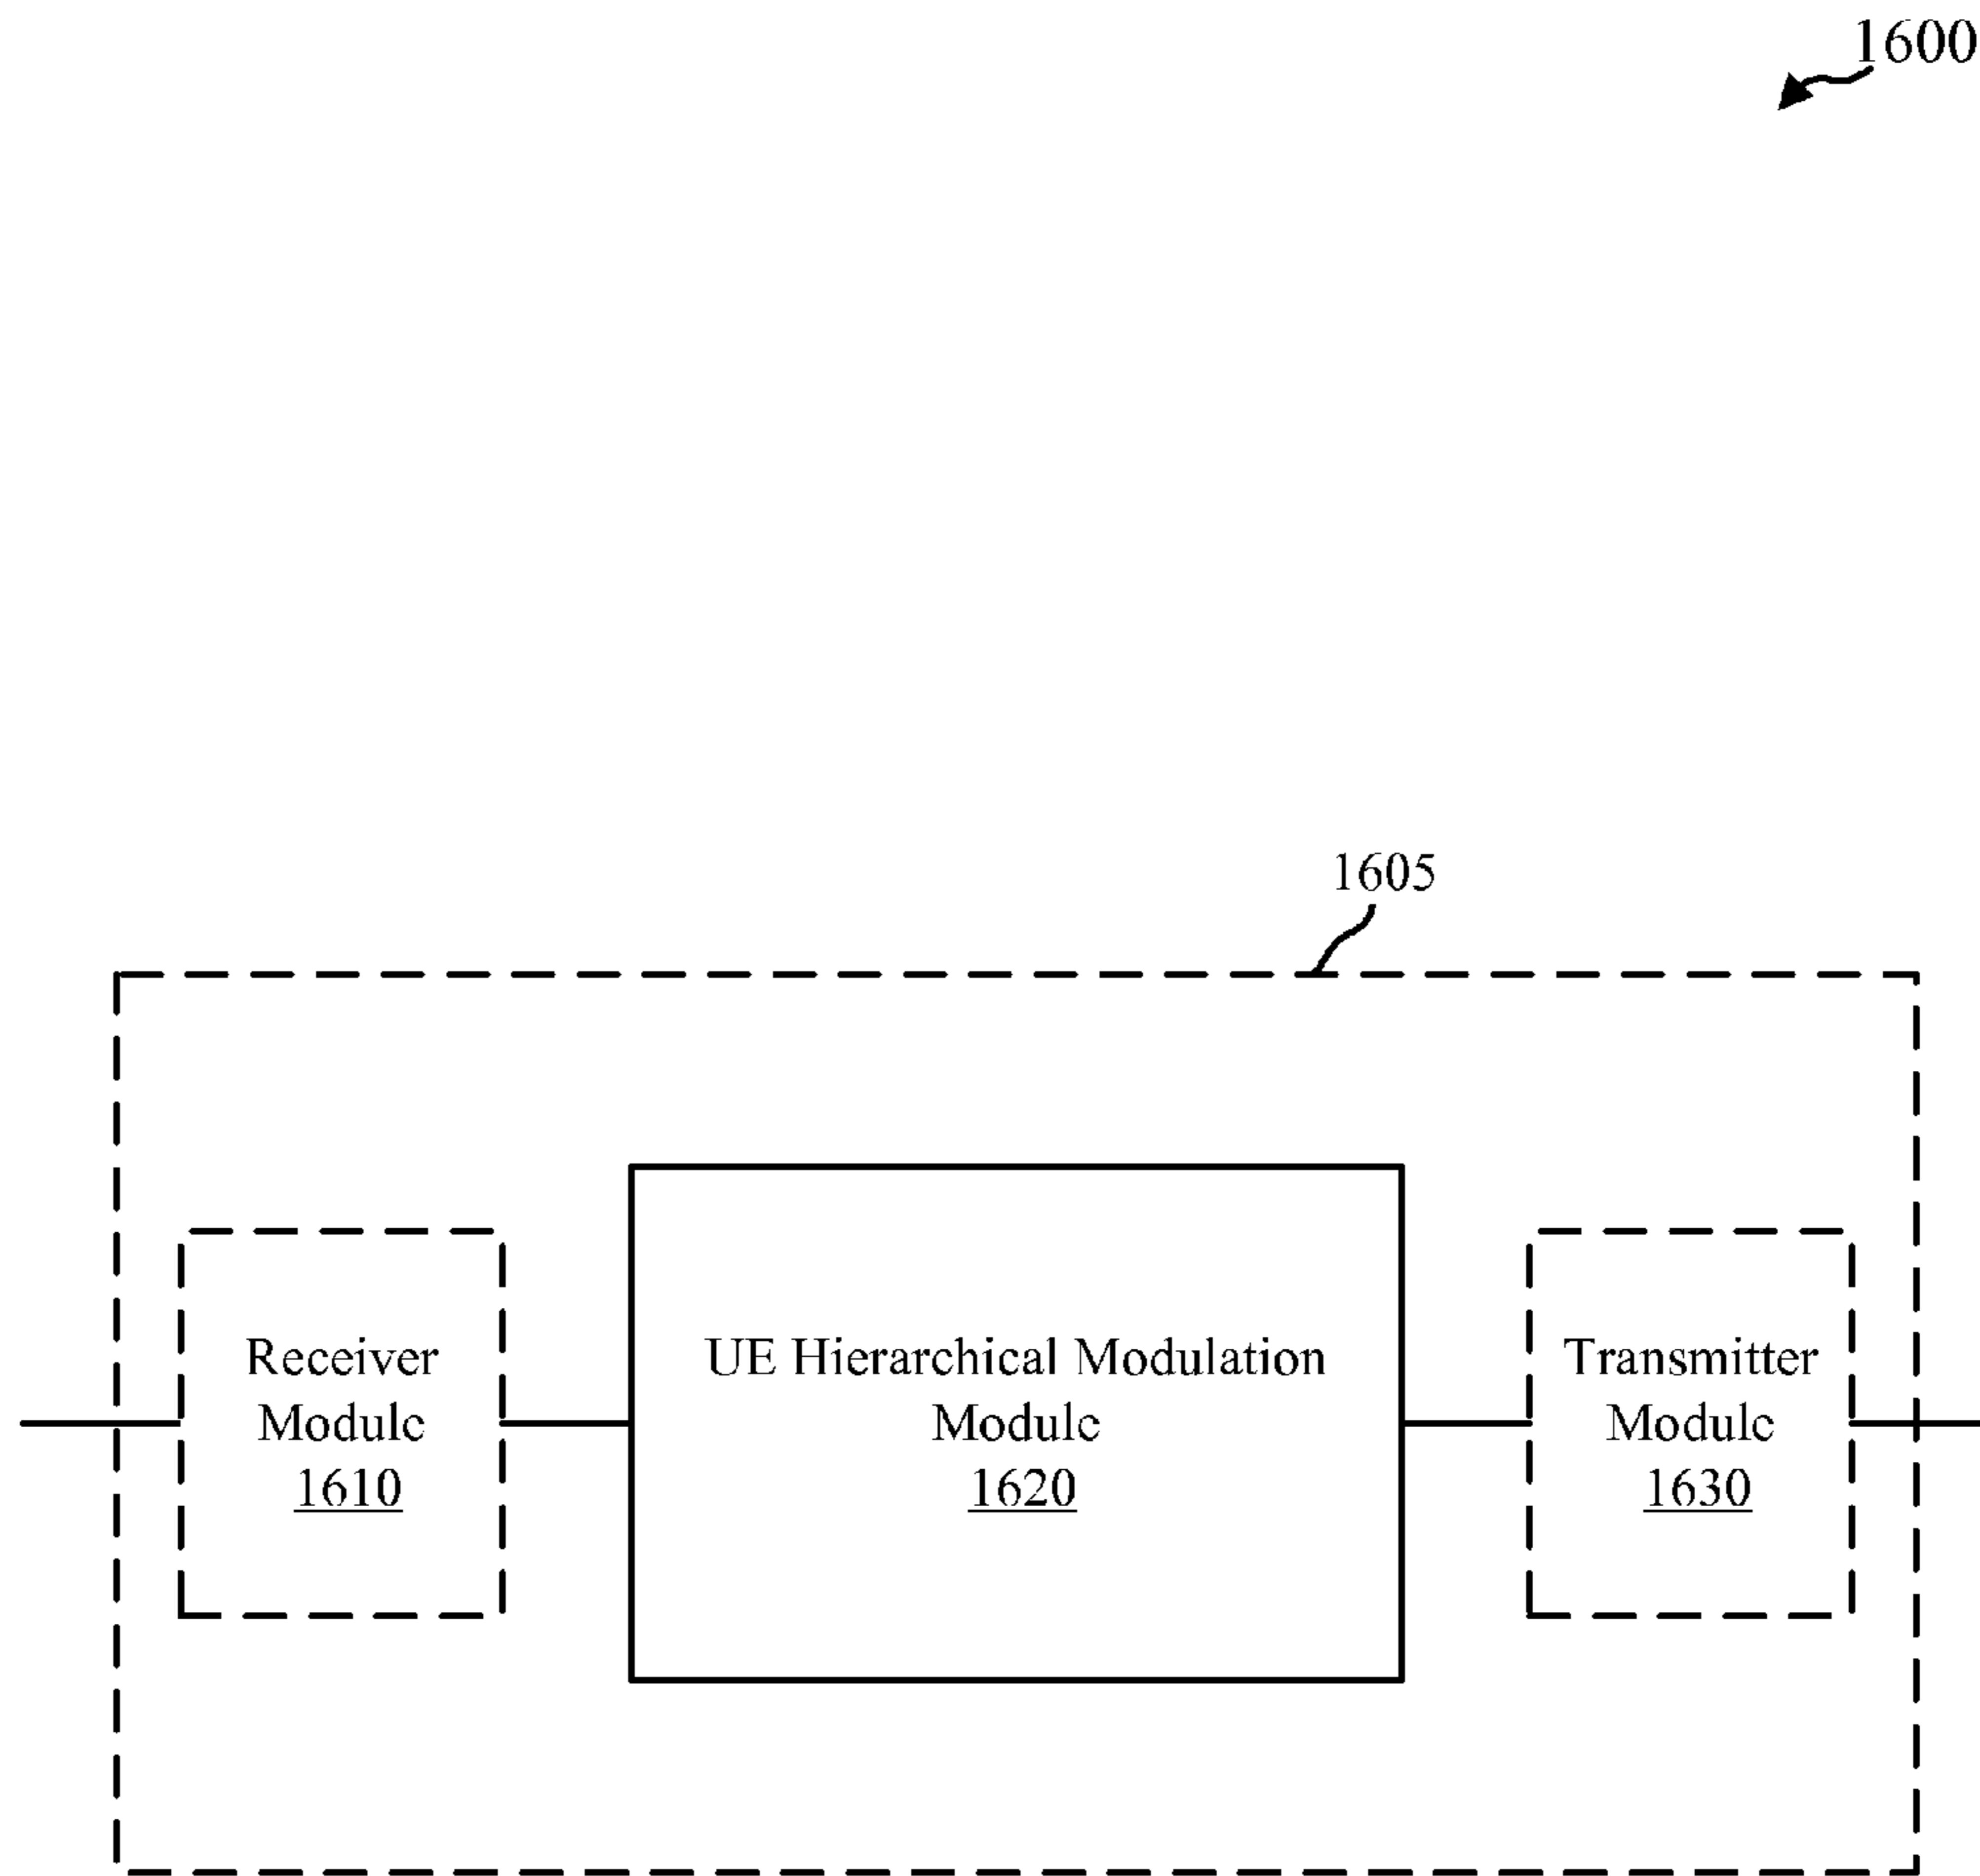 1600
1605
Receiver
Module
1610
UE Hierarchical Modulation
Module
1620
Transmitter
Module
1630